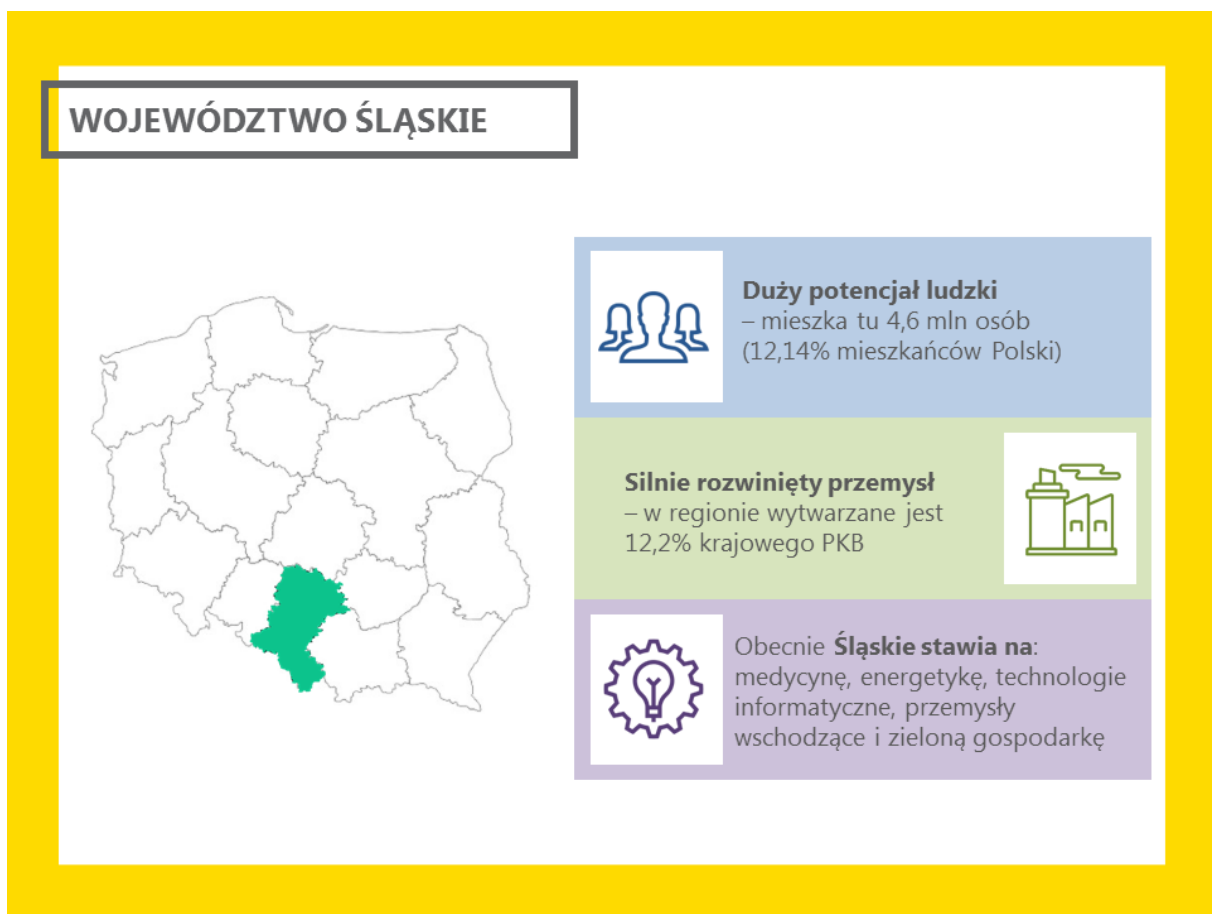 WOJEWÓDZTWO ŚLĄSKIE
Duży potencjał ludzki
– mieszka tu 4,6 mln osób
(12,14% mieszkańców Polski)
Silnie rozwinięty przemysł
– w regionie wytwarzane jest
12,2% krajowego PKB
Obecnie Śląskie stawia na:
medycynę, energetykę, technologie
informatyczne, przemysły
wschodzące i zieloną gospodarkę